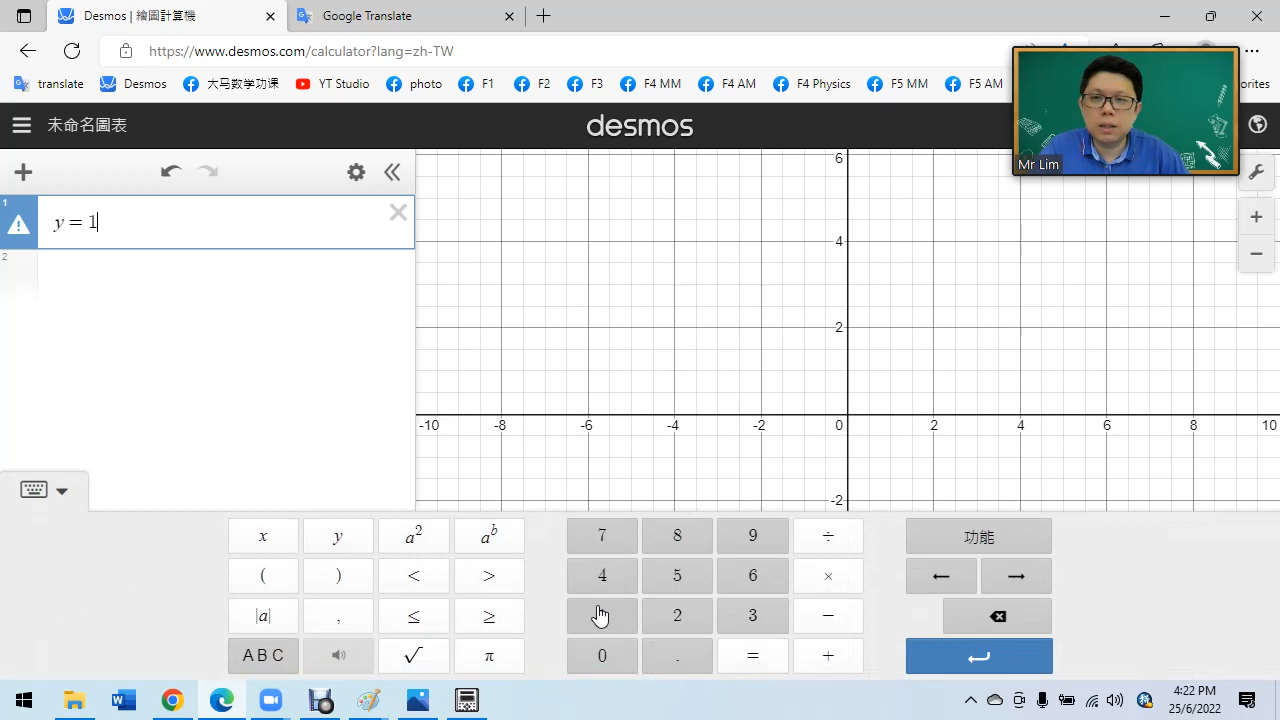 Desmos | 繪圖計算機
Google Translate
https://www.desmos.com/calculator?lang=zh-TW
translate
Desmos
大马数学功课
YT Studio
photo
F1
F2
F3
F4 MM
F4 AM
F4 Physics
F5 MM
F5 AM
orites
未命名圖表
desmos
Mr Lim
1
y = 1
2
6
4
2
-10
-8
-6
-4
-2
0
2
4
6
8
10
-2
x
y
a²
aᵇ
7
8
9
÷
功能
(
)
<
>
4
5
6
×
|a|
,
≤
≥
2
3
−
A B C
√
π
0
.
=
+
4:22 PM
25/6/2022